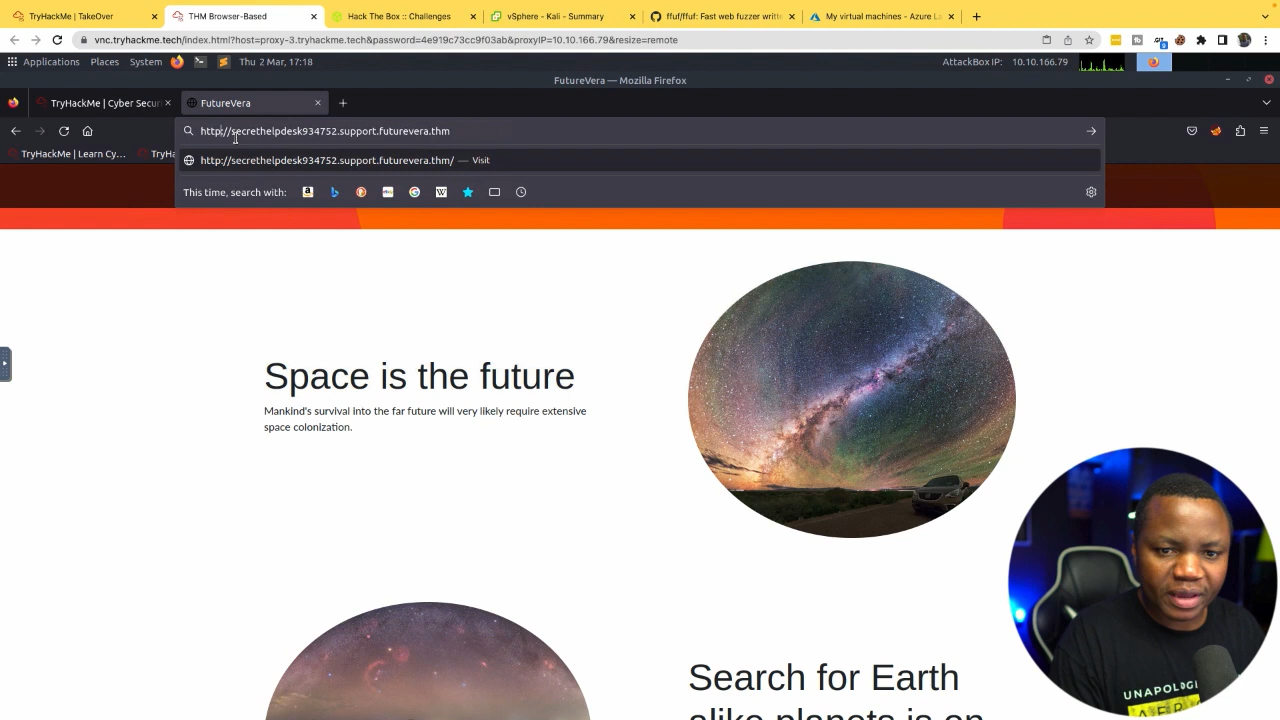 TryHackMe | TakeOver
THM Browser-Based
Hack The Box :: Challenges
vSphere - Kali - Summary
ffuf/ffuf: Fast web fuzzer writte
My virtual machines - Azure La
vnc.tryhackme.tech/index.html?host=proxy-3.tryhackme.tech&password=4e919c73cc9f03ab&proxyIP=10.10.166.79&resize=remote
Applications Places System Thu 2 Mar, 17:18 AttackBox IP: 10.10.166.79
FutureVera — Mozilla Firefox
TryHackMe | Cyber Secur
FutureVera
http://secrethelpdesk934752.support.futurevera.thm
TryHackMe | Learn Cy...
TryHa
http://secrethelpdesk934752.support.futurevera.thm/ — Visit
This time, search with:
Space is the future
Mankind's survival into the far future will very likely require extensive
space colonization.
Search for Earth
alike planets is on
UNAPOLOG